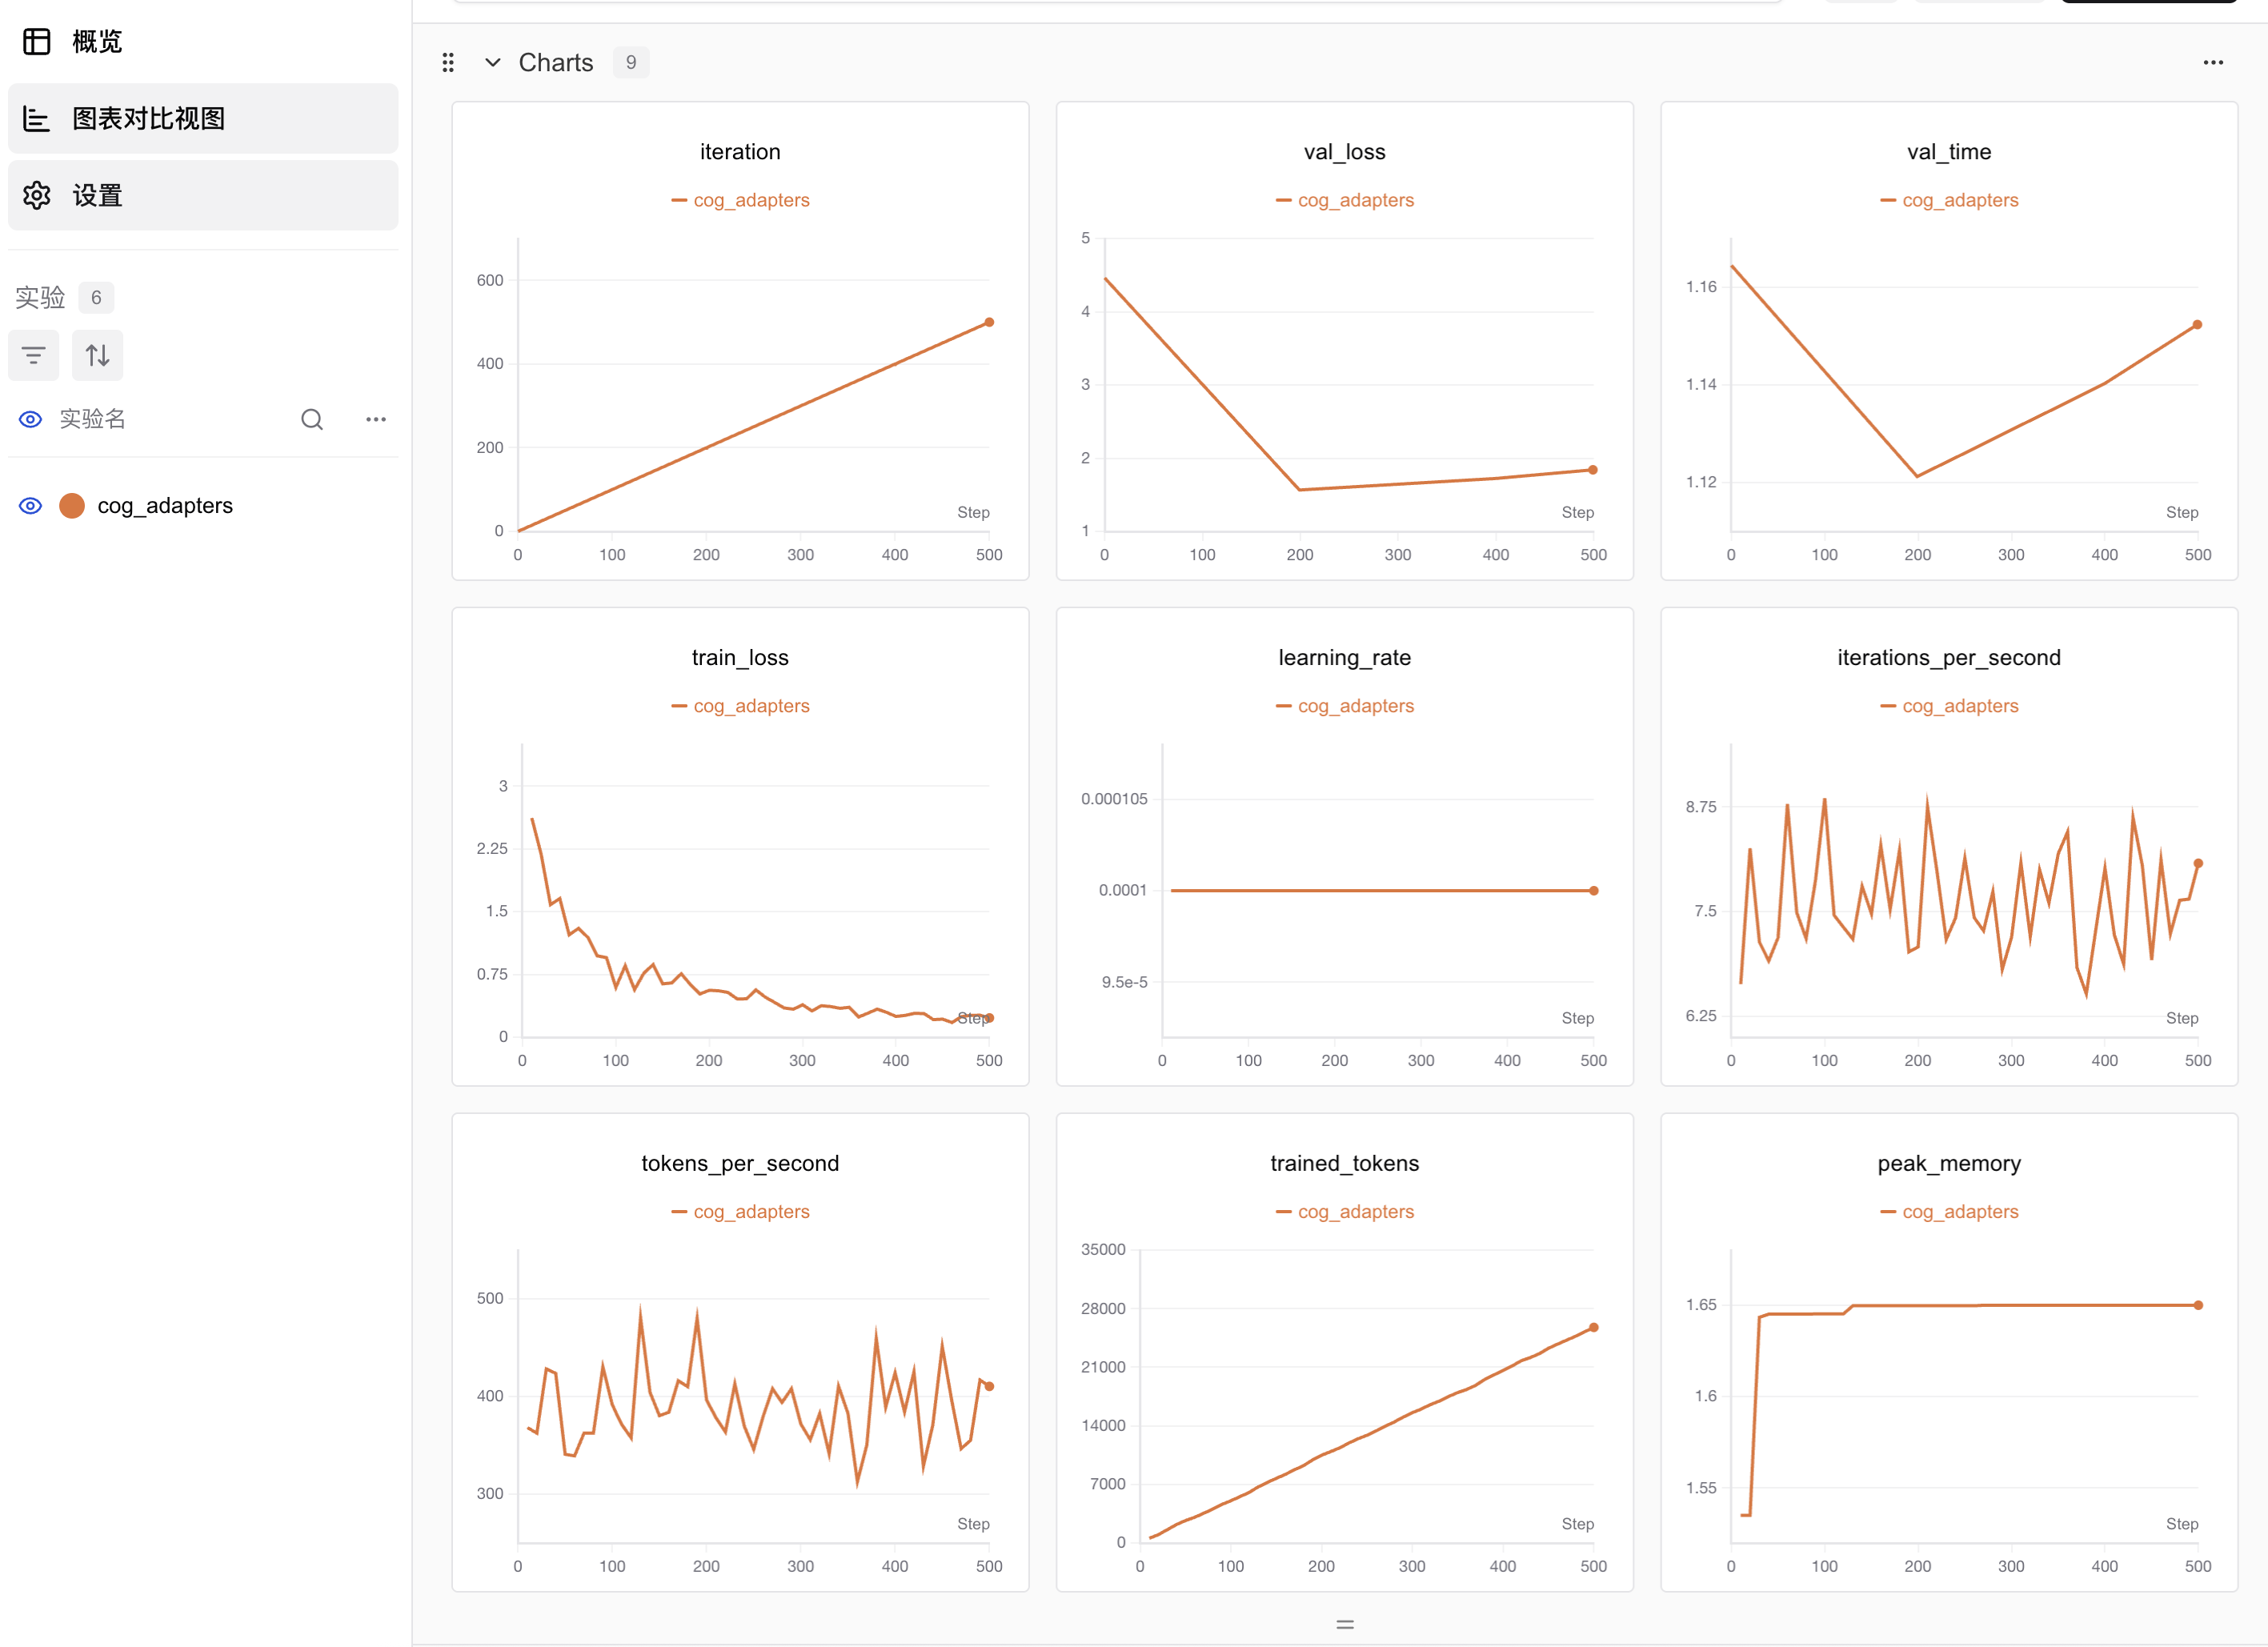 概览
图表对比视图
设置
实验 6
实验名
cog_adapters
Charts 9
iteration
cog_adapters
600
400
200
0
Step
0 100 200 300 400 500
val_loss
cog_adapters
5
4
3
2
1
Step
0 100 200 300 400 500
val_time
cog_adapters
1.16
1.14
1.12
Step
0 100 200 300 400 500
train_loss
cog_adapters
3
2.25
1.5
0.75
0
Step
0 100 200 300 400 500
learning_rate
cog_adapters
0.000105
0.0001
9.5e-5
Step
0 100 200 300 400 500
iterations_per_second
cog_adapters
8.75
7.5
6.25
Step
0 100 200 300 400 500
tokens_per_second
cog_adapters
500
400
300
Step
0 100 200 300 400 500
trained_tokens
cog_adapters
35000
28000
21000
14000
7000
0
Step
0 100 200 300 400 500
peak_memory
cog_adapters
1.65
1.6
1.55
Step
0 100 200 300 400 500